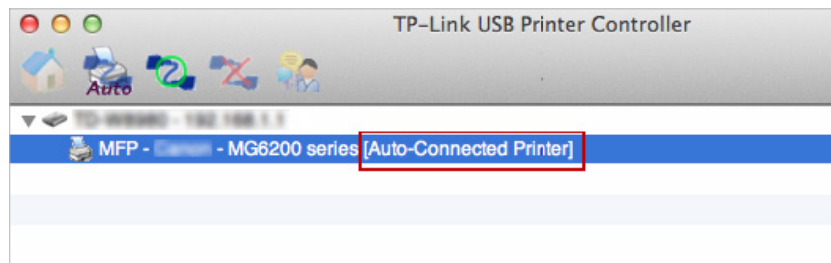 TP-Link USB Printer Controller
Auto
MFP - - MG6200 series [Auto-Connected Printer]